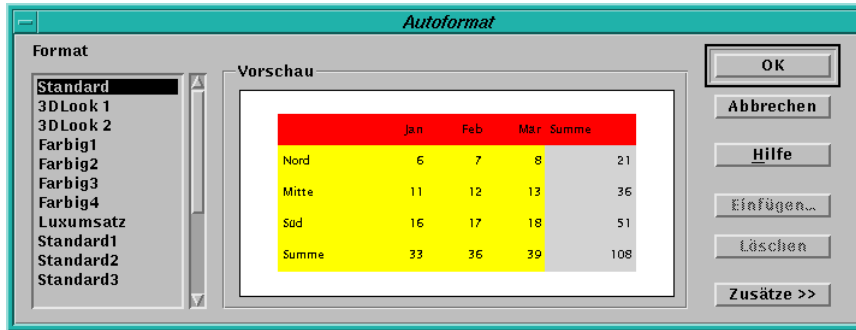 Autoformat
Format
Standard
3DLook 1
3DLook 2
Farbig1
Farbig2
Farbig3
Farbig4
Luxumsatz
Standard1
Standard2
Standard3
Vorschau
Jan Feb Mär Summe
Nord 6 7 8 21
Mitte 11 12 13 36
Süd 16 17 18 51
Summe 33 36 39 108
OK
Abbrechen
Hilfe
Einfügen...
Löschen
Zusätze >>